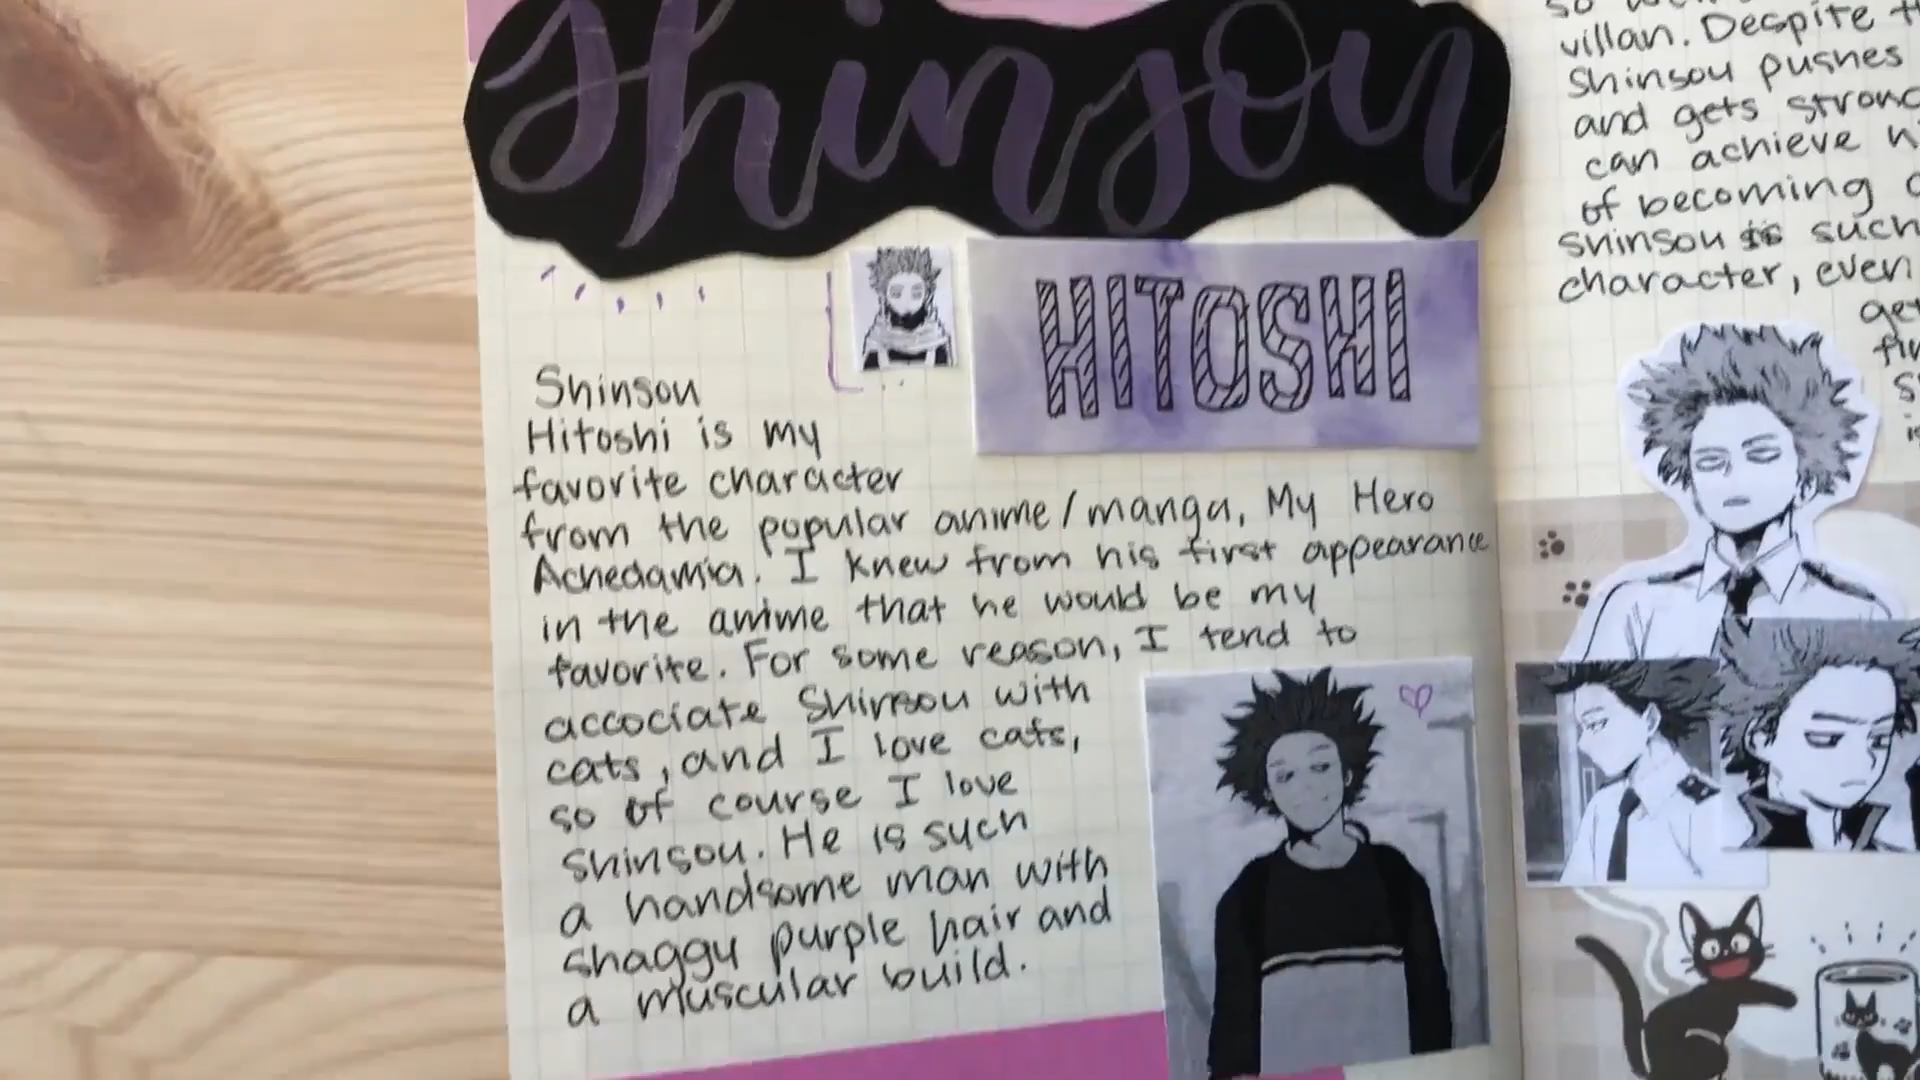 Shinsou
HITOSHI
Shinsou
Hitoshi is my
favorite character
from the popular anime/manga, My Hero
Achedamia. I knew from his first appearance
in the anime that he would be my
favorite. For some reason, I tend to
accociate Shinsou with
cats, and I love cats,
so of course I love
Shinsou. He is such
a handsome man with
shaggy purple hair and
a muscular build.
villan. Despite
Shinsou pushes
and gets
can achieve
of becoming
Shinsou is such
character, even